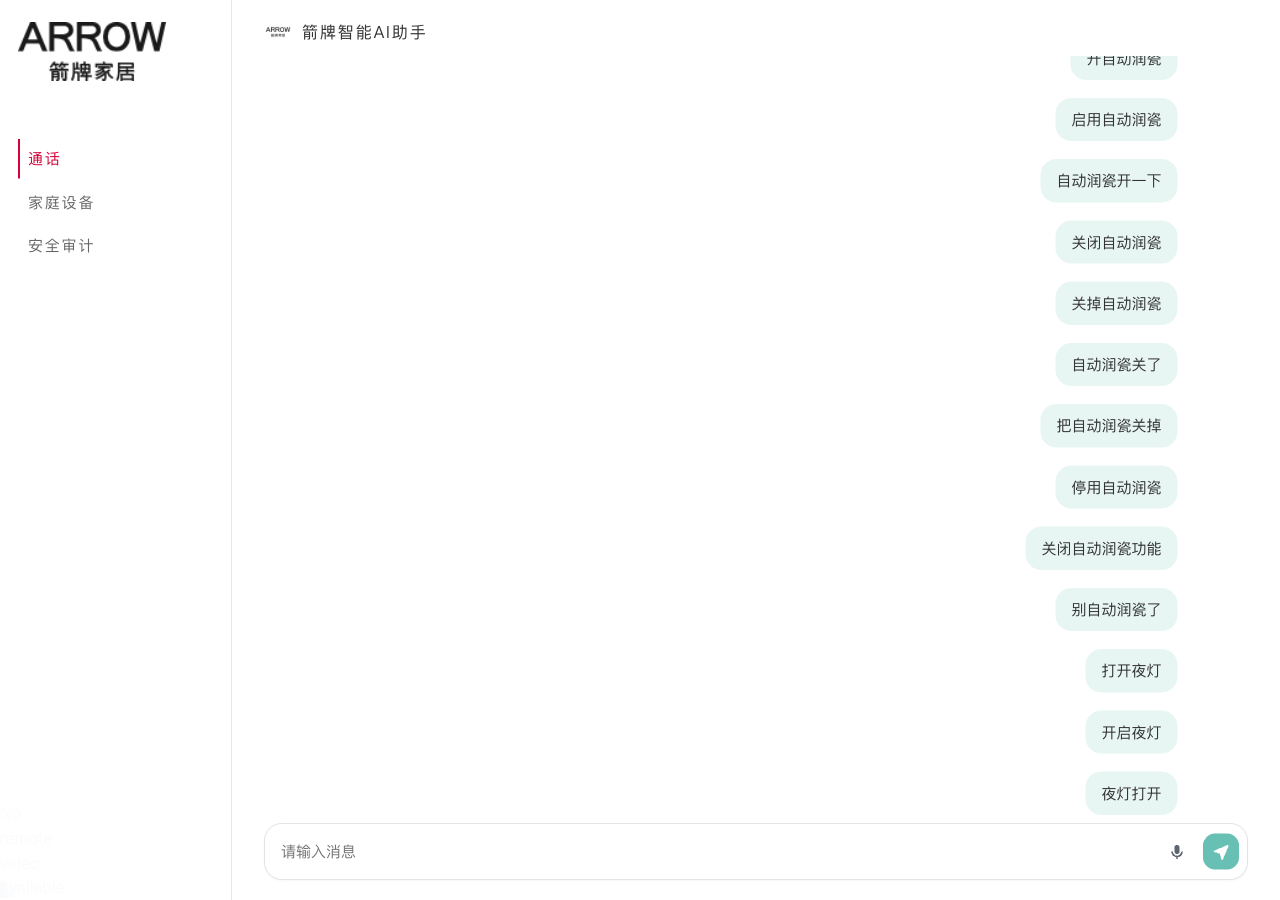 ARROW
箭牌家居
通话
家庭设备
安全审计
ARROW
箭牌智能AI助手
开自动润瓷
启用自动润瓷
自动润瓷开一下
关闭自动润瓷
关掉自动润瓷
自动润瓷关了
把自动润瓷关掉
停用自动润瓷
关闭自动润瓷功能
别自动润瓷了
打开夜灯
开启夜灯
夜灯打开
请输入消息